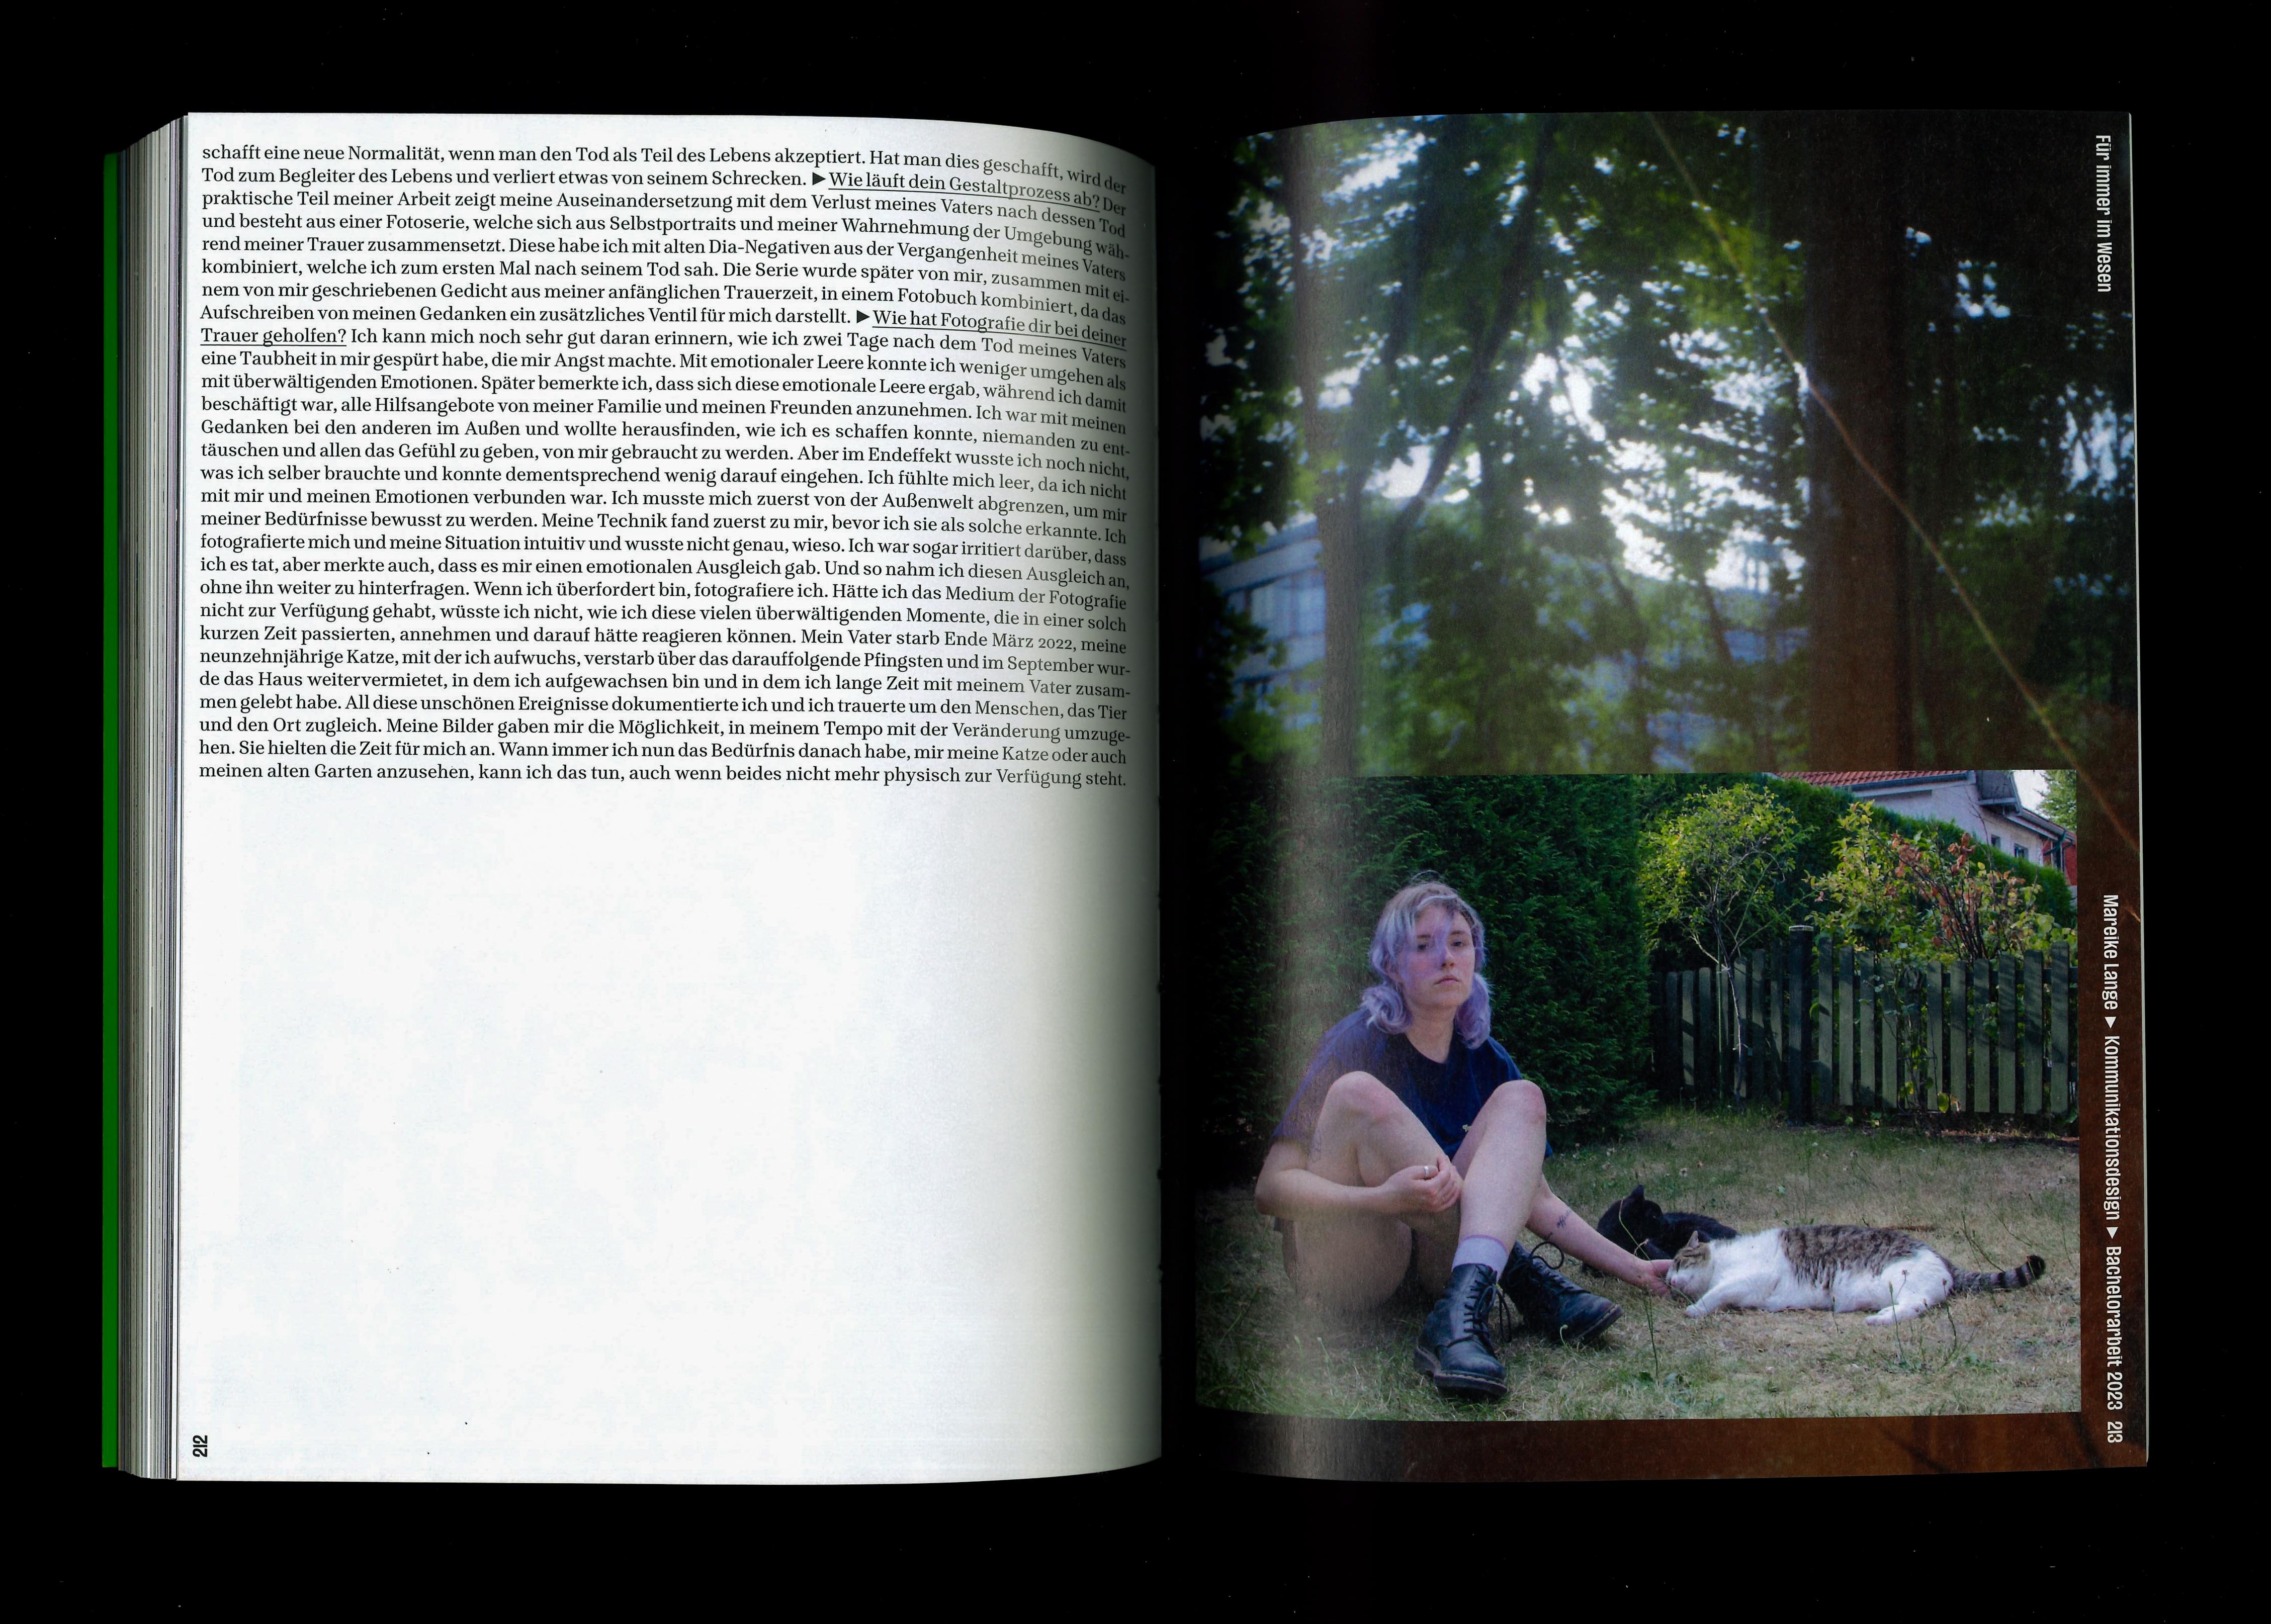 schafft eine neue Normalität, wenn man den Tod als Teil des Lebens akzeptiert. Hat man dies geschafft, wird der
Tod zum Begleiter des Lebens und verliert etwas von seinem Schrecken. ▶ Wie läuft dein Gestaltprozess ab? Der
praktische Teil meiner Arbeit zeigt meine Auseinandersetzung mit dem Verlust meines Vaters nach dessen Tod
und besteht aus einer Fotoserie, welche sich aus Selbstportraits und meiner Wahrnehmung der Umgebung wäh-
rend meiner Trauer zusammensetzt. Diese habe ich mit alten Dia-Negativen aus der Vergangenheit meines Vaters
kombiniert, welche ich zum ersten Mal nach seinem Tod sah. Die Serie wurde später von mir, zusammen mit ei-
nem von mir geschriebenen Gedicht aus meiner anfänglichen Trauerzeit, in einem Fotobuch kombiniert, da das
Aufschreiben von meinen Gedanken ein zusätzliches Ventil für mich darstellt. ▶ Wie hat Fotografie dir bei deiner
Trauer geholfen? Ich kann mich noch sehr gut daran erinnern, wie ich zwei Tage nach dem Tod meines Vaters
eine Taubheit in mir gespürt habe, die mir Angst machte. Mit emotionaler Leere konnte ich weniger umgehen als
mit überwältigenden Emotionen. Später bemerkte ich, dass sich diese emotionale Leere ergab, während ich damit
beschäftigt war, alle Hilfsangebote von meiner Familie und meinen Freunden anzunehmen. Ich war mit meinen
Gedanken bei den anderen im Außen und wollte herausfinden, wie ich es schaffen konnte, niemanden zu ent-
täuschen und allen das Gefühl zu geben, von mir gebraucht zu werden. Aber im Endeffekt wusste ich noch nicht,
was ich selber brauchte und konnte dementsprechend wenig darauf eingehen. Ich fühlte mich leer, da ich nicht
mit mir und meinen Emotionen verbunden war. Ich musste mich zuerst von der Außenwelt abgrenzen, um mir
meiner Bedürfnisse bewusst zu werden. Meine Technik fand zuerst zu mir, bevor ich sie als solche erkannte. Ich
fotografierte mich und meine Situation intuitiv und wusste nicht genau, wieso. Ich war sogar irritiert darüber, dass
ich es tat, aber merkte auch, dass es mir einen emotionalen Ausgleich gab. Und so nahm ich diesen Ausgleich an,
ohne ihn weiter zu hinterfragen. Wenn ich überfordert bin, fotografiere ich. Hätte ich das Medium der Fotografie
nicht zur Verfügung gehabt, wüsste ich nicht, wie ich diese vielen überwältigenden Momente, die in einer solch
kurzen Zeit passierten, annehmen und darauf hätte reagieren können. Mein Vater starb Ende März 2022, meine
neunzehnjährige Katze, mit der ich aufwuchs, verstarb über das darauffolgende Pfingsten und im September wur-
de das Haus weitervermietet, in dem ich aufgewachsen bin und in dem ich lange Zeit mit meinem Vater zusam-
men gelebt habe. All diese unschönen Ereignisse dokumentierte ich und ich trauerte um den Menschen, das Tier
und den Ort zugleich. Meine Bilder gaben mir die Möglichkeit, in meinem Tempo mit der Veränderung umzuge-
hen. Sie hielten die Zeit für mich an. Wann immer ich nun das Bedürfnis danach habe, mir meine Katze oder auch
meinen alten Garten anzusehen, kann ich das tun, auch wenn beides nicht mehr physisch zur Verfügung steht.
212
Für immer im Wesen
Mareike Lange ▶ Kommunikationsdesign ▶ Bachelorarbeit 2023 213